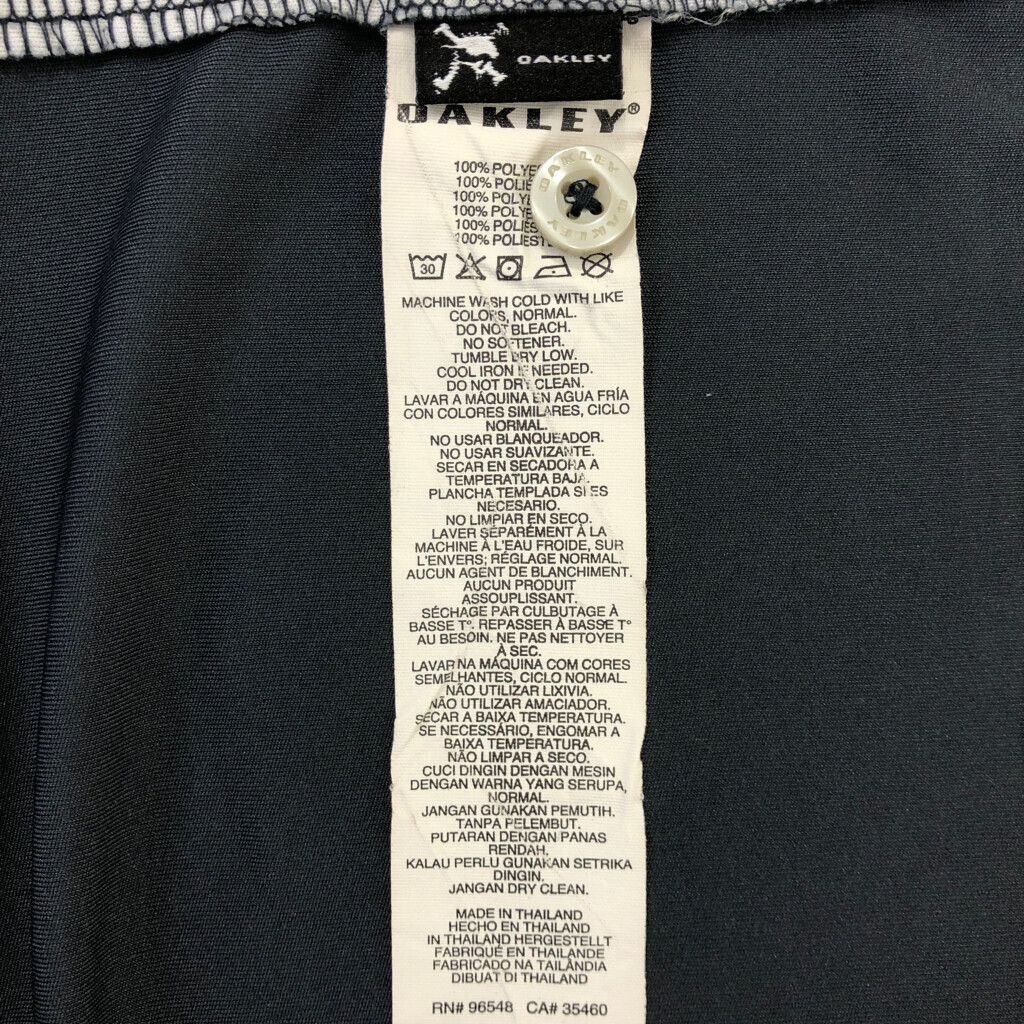 OAKLEY
OAKLEY®
100%
100%
100%
100%
100%
100%
OAKLEY OAKLEY
30
MACHINE WASH COLD WITH LIKE
COLORS, NORMAL.
DO NOT BLEACH.
NO SOFTENER.
TUMBLE DRY LOW.
COOL IRON IF NEEDED.
DO NOT DRY CLEAN.
LAVAR A MÁQUINA EN AGUA FRÍA
CON COLORES SIMILARES, CICLO
NORMAL.
NO USAR BLANQUEADOR.
NO USAR SUAVIZANTE.
SECAR EN SECADORA A
TEMPERATURA BAJA.
PLANCHA TEMPLADA SI ES
NECESARIO.
NO LIMPIAR EN SECO.
LAVER SÉPARÉMENT À LA
MACHINE À L'EAU FROIDE, SUR
L'ENVERS; RÉGLAGE NORMAL.
AUCUN AGENT DE BLANCHIMENT.
AUCUN PRODUIT
ASSOUPLISSANT.
SÉCHAGE PAR CULBUTAGE À
BASSE T°. REPASSER À BASSE T°
AU BESOIN. NE PAS NETTOYER
À SEC.
LAVAR NA MÁQUINA COM CORES
SEMELHANTES, CICLO NORMAL.
NÃO UTILIZAR LIXIVIA.
NÃO UTILIZAR AMACIADOR.
SECAR A BAIXA TEMPERATURA.
SE NECESSÁRIO, ENGOMAR A
BAIXA TEMPERATURA.
NÃO LIMPAR A SECO.
CUCI DINGIN DENGAN MESIN
DENGAN WARNA YANG SERUPA,
NORMAL.
JANGAN GUNAKAN PEMUTIH.
TANPA PELEMBUT.
PUTARAN DENGAN PANAS
RENDAH.
KALAU PERLU GUNAKAN SETRIKA
DINGIN.
JANGAN DRY CLEAN.
MADE IN THAILAND
HECHO EN THAILAND
IN THAILAND HERGESTELLT
FABRIQUÉ EN THAILANDE
FABRICADO NA TAILÂNDIA
DIBUAT DI THAILAND
RN# 96548 CA# 35460